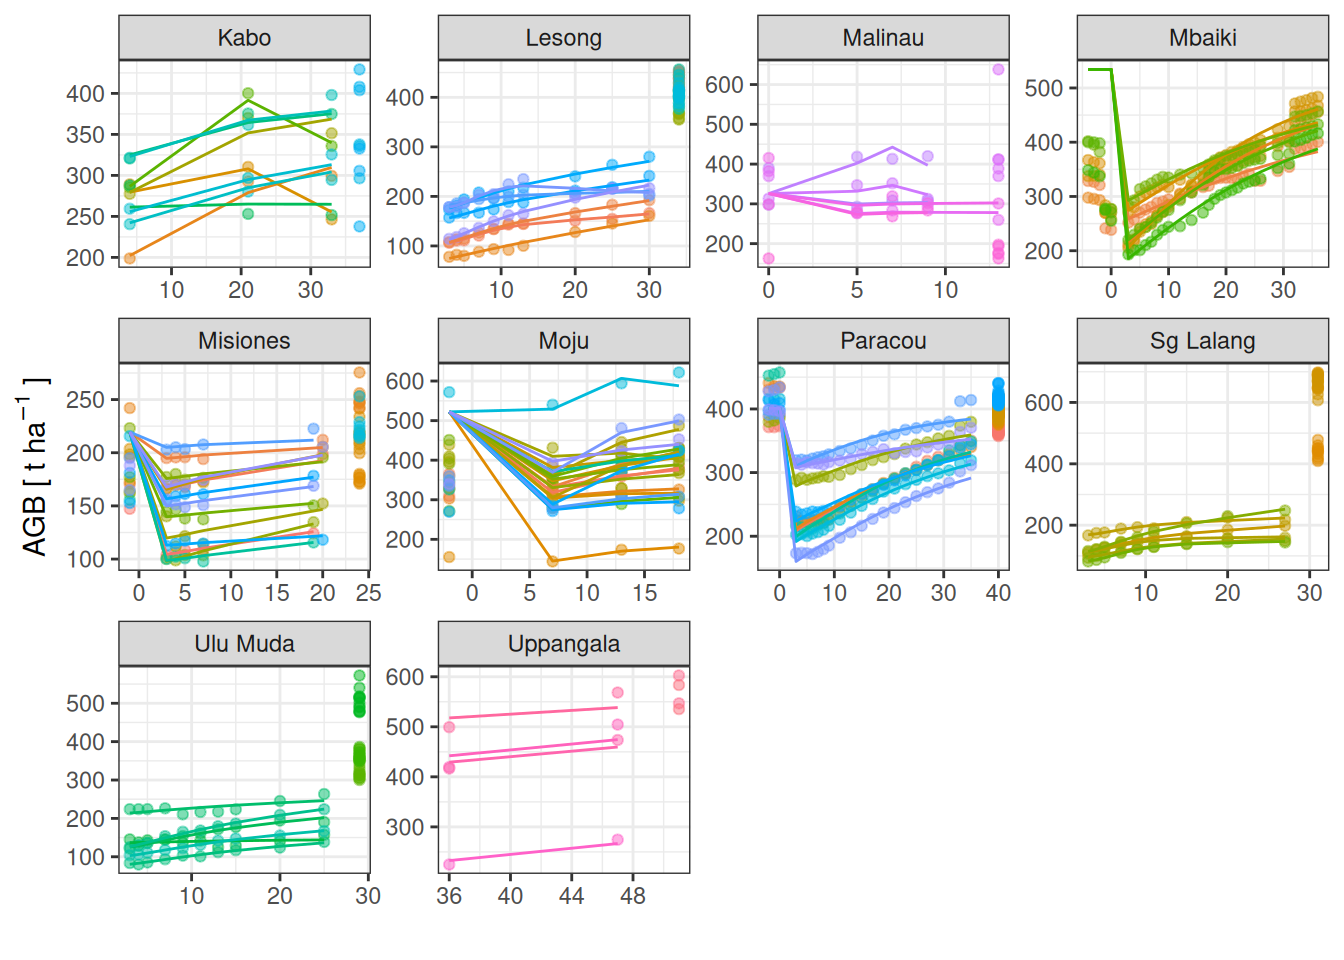 Kabo Lesong Malinau Mbaiki
400 350 300 250 200
400 300 200 100
600 500 400 300 200
500 400 300 200
10 20 30
10 20 30
0 5 10
0 10 20 30
Misiones Moju Paracou Sg Lalang
AGB [ t ha⁻¹ ]
250 200 150 100
600 500 400 300 200
400 300 200
600 400 200
0 5 10 15 20 25
0 5 10 15
0 10 20 30 40
10 20 30
Ulu Muda Uppangala
500 400 300 200 100
600 500 400 300
10 20 30
36 40 44 48